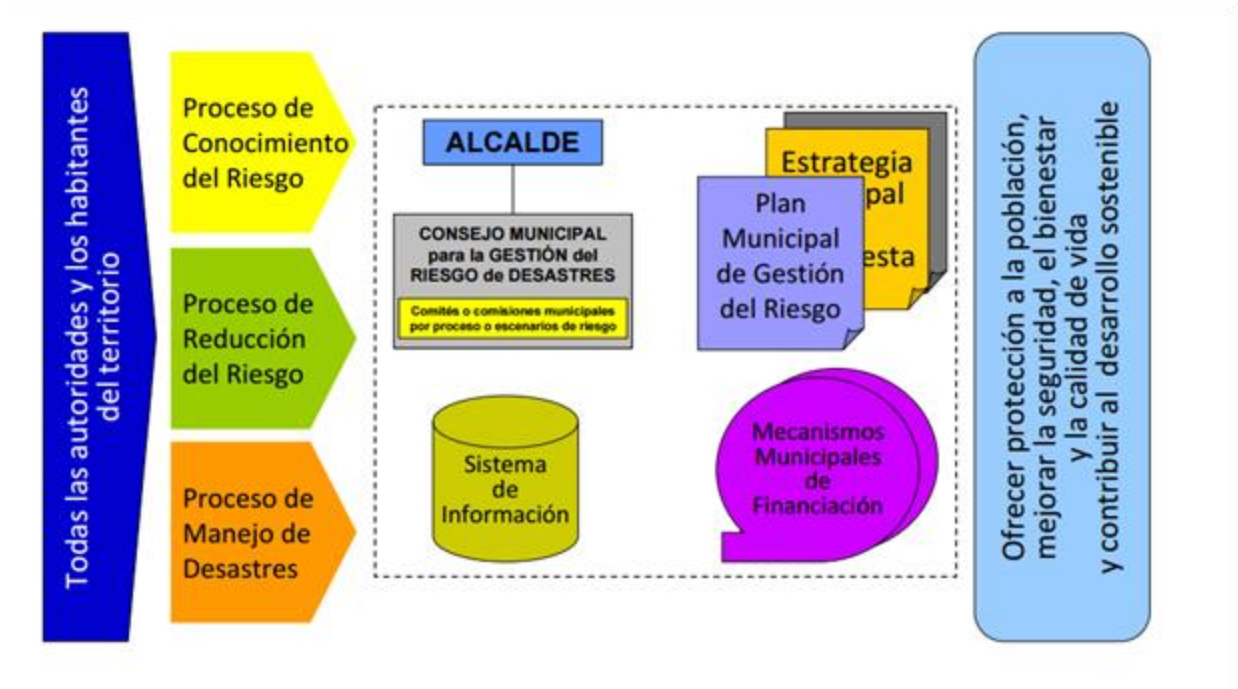 Todas las autoridades y los habitantes
del territorio
Proceso de
Conocimiento
del Riesgo
Proceso de
Reducción
del Riesgo
Proceso de
Manejo de
Desastres
ALCALDE
CONSEJO MUNICIPAL
para la GESTIÓN del
RIESGO de DESASTRES
Comités o comisiones municipales
por proceso o escenarios de riesgo
Estrategia
pal
esta
Plan
Municipal
de Gestión
del Riesgo
Sistema
de
Información
Mecanismos
Municipales
de
Financiación
Ofrecer protección a la población,
mejorar la seguridad, el bienestar
y la calidad de vida
y contribuir al desarrollo sostenible